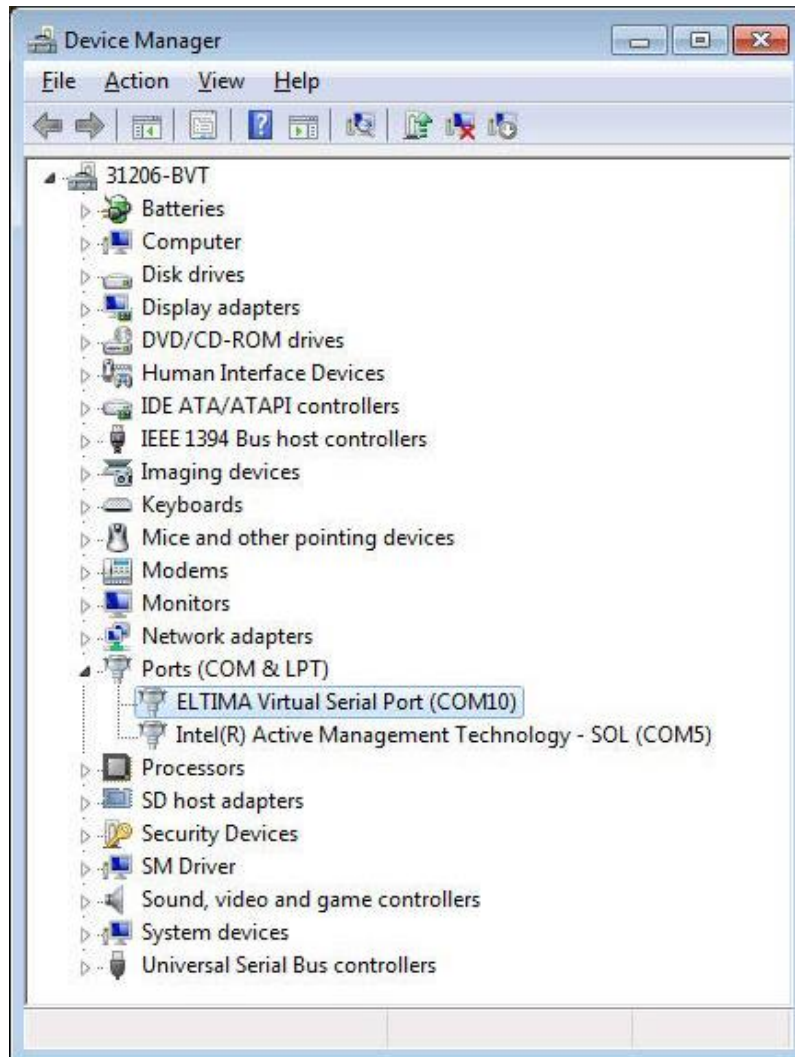 Device Manager
File Action View Help
31206-BVT
Batteries
Computer
Disk drives
Display adapters
DVD/CD-ROM drives
Human Interface Devices
IDE ATA/ATAPI controllers
IEEE 1394 Bus host controllers
Imaging devices
Keyboards
Mice and other pointing devices
Modems
Monitors
Network adapters
Ports (COM & LPT)
ELTIMA Virtual Serial Port (COM10)
Intel(R) Active Management Technology - SOL (COM5)
Processors
SD host adapters
Security Devices
SM Driver
Sound, video and game controllers
System devices
Universal Serial Bus controllers